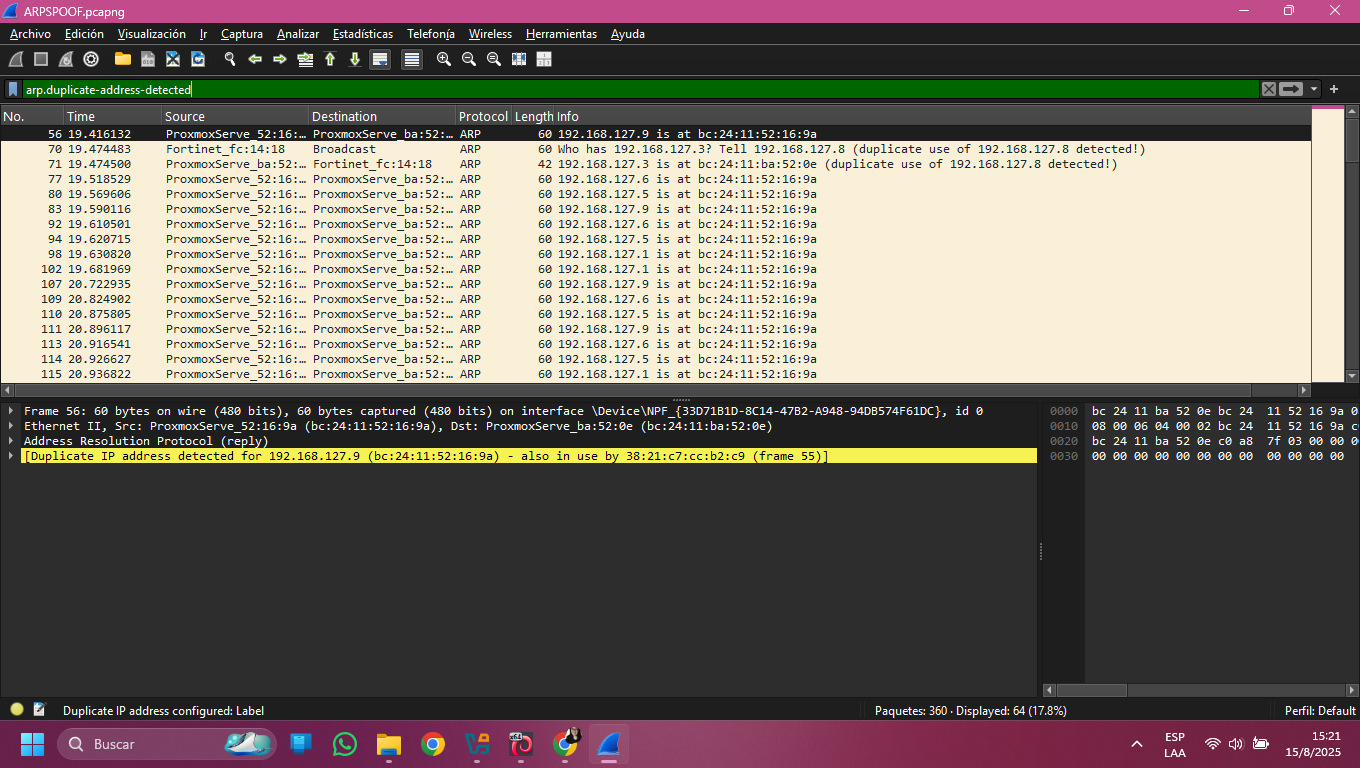 ARPSPOOF.pcapng
Archivo Edición Visualización Ir Captura Analizar Estadísticas Telefonía Wireless Herramientas Ayuda
arp.duplicate-address-detected
No. Time Source Destination Protocol Length Info
56 19.416132 ProxmoxServe_52:16:… ProxmoxServe_ba:52:… ARP 60 192.168.127.9 is at bc:24:11:52:16:9a
70 19.474483 Fortinet_fc:14:18 Broadcast ARP 60 Who has 192.168.127.3? Tell 192.168.127.8 (duplicate use of 192.168.127.8 detected!)
71 19.474500 ProxmoxServe_ba:52:… Fortinet_fc:14:18 ARP 42 192.168.127.3 is at bc:24:11:ba:52:0e (duplicate use of 192.168.127.8 detected!)
77 19.518529 ProxmoxServe_52:16:… ProxmoxServe_ba:52:… ARP 60 192.168.127.6 is at bc:24:11:52:16:9a
80 19.569606 ProxmoxServe_52:16:… ProxmoxServe_ba:52:… ARP 60 192.168.127.5 is at bc:24:11:52:16:9a
83 19.590116 ProxmoxServe_52:16:… ProxmoxServe_ba:52:… ARP 60 192.168.127.9 is at bc:24:11:52:16:9a
92 19.610501 ProxmoxServe_52:16:… ProxmoxServe_ba:52:… ARP 60 192.168.127.6 is at bc:24:11:52:16:9a
94 19.620715 ProxmoxServe_52:16:… ProxmoxServe_ba:52:… ARP 60 192.168.127.5 is at bc:24:11:52:16:9a
98 19.630820 ProxmoxServe_52:16:… ProxmoxServe_ba:52:… ARP 60 192.168.127.1 is at bc:24:11:52:16:9a
102 19.681969 ProxmoxServe_52:16:… ProxmoxServe_ba:52:… ARP 60 192.168.127.1 is at bc:24:11:52:16:9a
107 20.722935 ProxmoxServe_52:16:… ProxmoxServe_ba:52:… ARP 60 192.168.127.9 is at bc:24:11:52:16:9a
109 20.824902 ProxmoxServe_52:16:… ProxmoxServe_ba:52:… ARP 60 192.168.127.6 is at bc:24:11:52:16:9a
110 20.875805 ProxmoxServe_52:16:… ProxmoxServe_ba:52:… ARP 60 192.168.127.5 is at bc:24:11:52:16:9a
111 20.896117 ProxmoxServe_52:16:… ProxmoxServe_ba:52:… ARP 60 192.168.127.9 is at bc:24:11:52:16:9a
113 20.916541 ProxmoxServe_52:16:… ProxmoxServe_ba:52:… ARP 60 192.168.127.6 is at bc:24:11:52:16:9a
114 20.926627 ProxmoxServe_52:16:… ProxmoxServe_ba:52:… ARP 60 192.168.127.5 is at bc:24:11:52:16:9a
115 20.936822 ProxmoxServe_52:16:… ProxmoxServe_ba:52:… ARP 60 192.168.127.1 is at bc:24:11:52:16:9a
Frame 56: 60 bytes on wire (480 bits), 60 bytes captured (480 bits) on interface \Device\NPF_{33D71B1D-8C14-47B2-A948-94DB574F61DC}, id 0
Ethernet II, Src: ProxmoxServe_52:16:9a (bc:24:11:52:16:9a), Dst: ProxmoxServe_ba:52:0e (bc:24:11:ba:52:0e)
Address Resolution Protocol (reply)
[Duplicate IP address detected for 192.168.127.9 (bc:24:11:52:16:9a) - also in use by 38:21:c7:cc:b2:c9 (frame 55)]
0000 bc 24 11 ba 52 0e bc 24 11 52 16 9a 0
0010 08 00 06 04 00 02 bc 24 11 52 16 9a c
0020 bc 24 11 ba 52 0e c0 a8 7f 03 00 00 0
0030 00 00 00 00 00 00 00 00 00 00 00 00
Duplicate IP address configured: Label
Paquetes: 360 · Displayed: 64 (17.8%)
Perfil: Default
Buscar
x64
ESP
LAA
15:21
15/8/2025